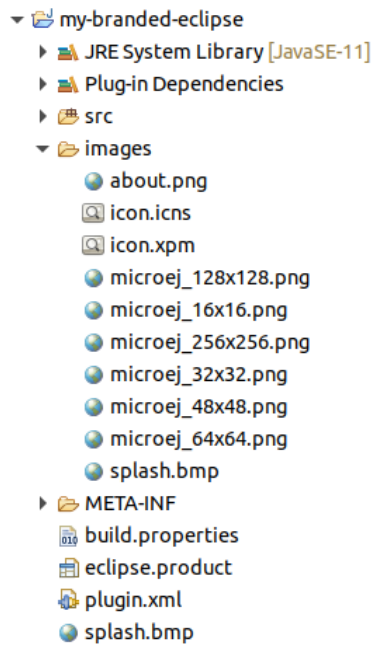 my-branded-eclipse
JRE System Library [JavaSE-11]
Plug-in Dependencies
src
images
about.png
icon.icns
icon.xpm
microej_128x128.png
microej_16x16.png
microej_256x256.png
microej_32x32.png
microej_48x48.png
microej_64x64.png
splash.bmp
META-INF
build.properties
eclipse.product
plugin.xml
splash.bmp